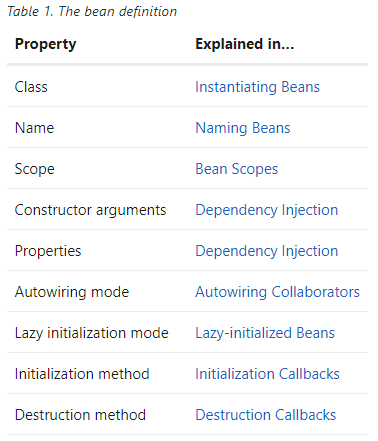 Table 1. The bean definition
Property Explained in...
Class Instantiating Beans
Name Naming Beans
Scope Bean Scopes
Constructor arguments Dependency Injection
Properties Dependency Injection
Autowiring mode Autowiring Collaborators
Lazy initialization mode Lazy-initialized Beans
Initialization method Initialization Callbacks
Destruction method Destruction Callbacks